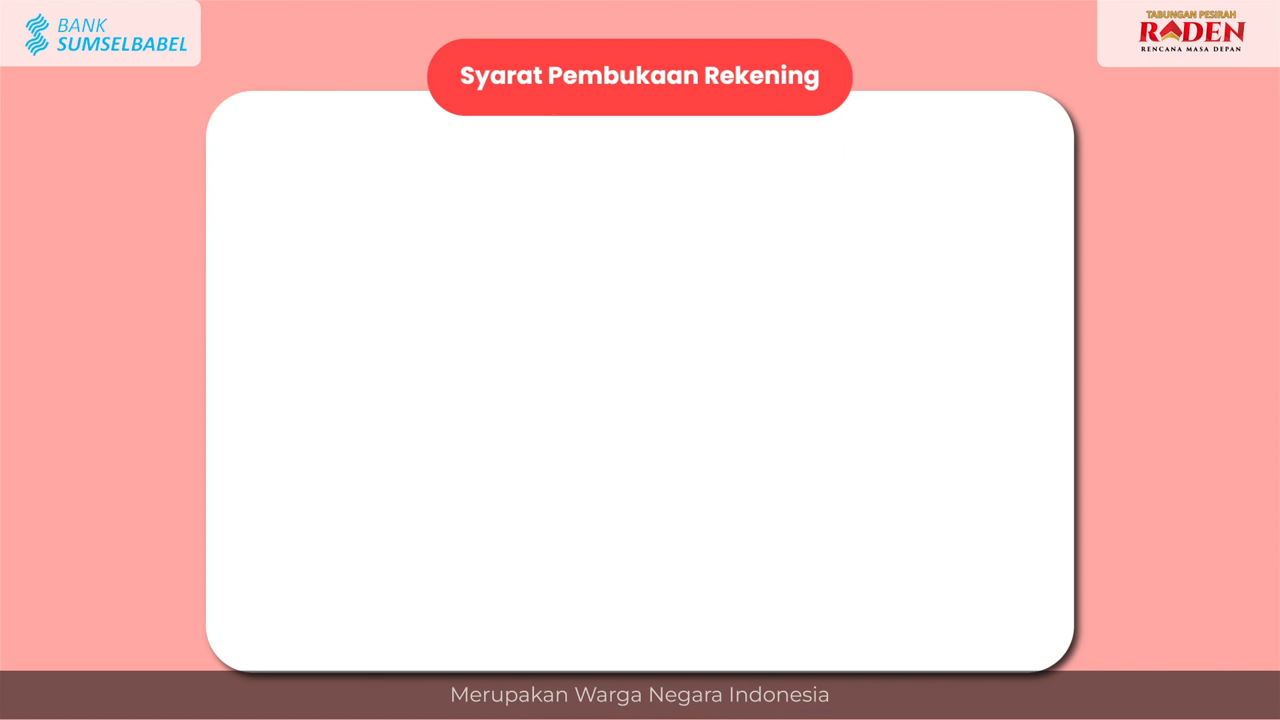 BANK
SUMSELBABEL
TABUNGAN PESIRAH
RADEN
RENCANA MASA DEPAN
Syarat Pembukaan Rekening
Merupakan Warga Negara Indonesia